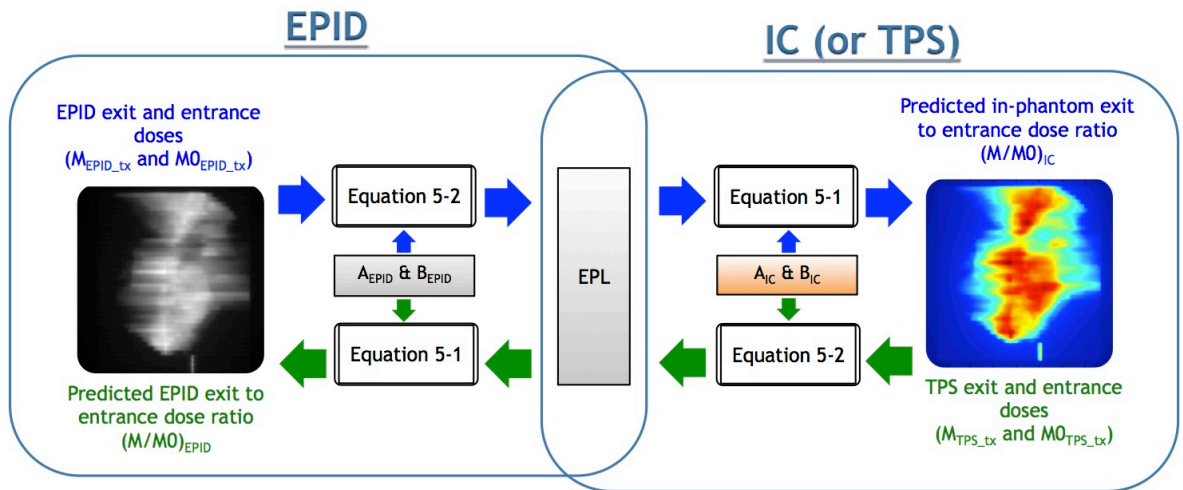 EPID
IC (or TPS)
EPID exit and entrance
doses
(M_EPID_tx and M0_EPID_tx)
Equation 5-2
A_EPID & B_EPID
Equation 5-1
Predicted EPID exit to
entrance dose ratio
(M/M0)_EPID
EPL
Predicted in-phantom exit
to entrance dose ratio
(M/M0)_IC
Equation 5-1
A_IC & B_IC
Equation 5-2
TPS exit and entrance
doses
(M_TPS_tx and M0_TPS_tx)